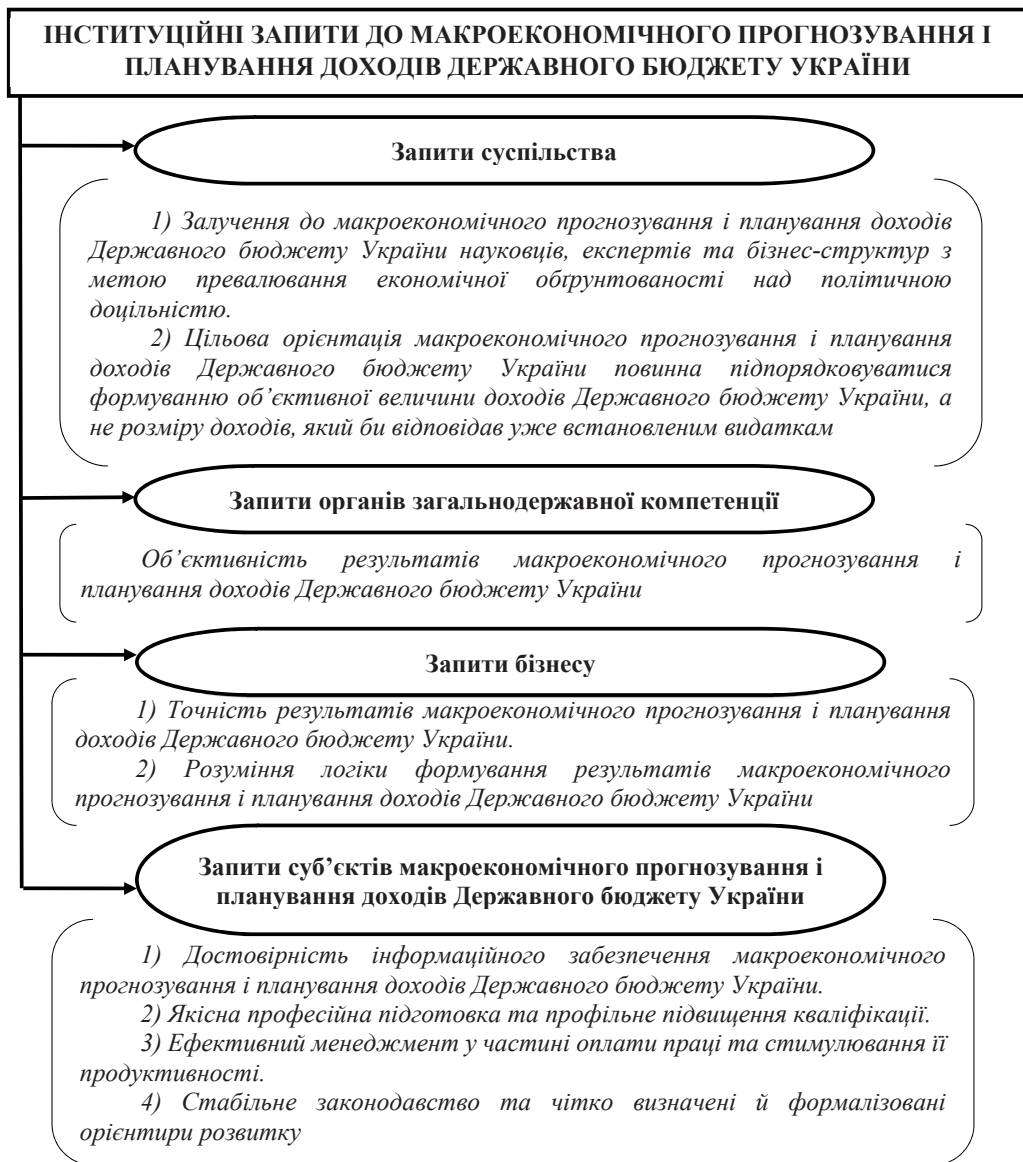 ІНСТИТУЦІЙНІ ЗАПИТИ ДО МАКРОЕКОНОМІЧНОГО ПРОГНОЗУВАННЯ І
ПЛАНУВАННЯ ДОХОДІВ ДЕРЖАВНОГО БЮДЖЕТУ УКРАЇНИ
Запити суспільства
1) Залучення до макроекономічного прогнозування і планування доходів
Державного бюджету України науковців, експертів та бізнес-структур з
метою превалювання економічної обґрунтованості над політичною
доцільністю.
2) Цільова орієнтація макроекономічного прогнозування і планування
доходів Державного бюджету України повинна підпорядковуватися
формуванню об’єктивної величини доходів Державного бюджету України, а
не розміру доходів, який би відповідав уже встановленим видаткам
Запити органів загальнодержавної компетенції
Об’єктивність результатів макроекономічного прогнозування і
планування доходів Державного бюджету України
Запити бізнесу
1) Точність результатів макроекономічного прогнозування і планування
доходів Державного бюджету України.
2) Розуміння логіки формування результатів макроекономічного
прогнозування і планування доходів Державного бюджету України
Запити суб’єктів макроекономічного прогнозування і
планування доходів Державного бюджету України
1) Достовірність інформаційного забезпечення макроекономічного
прогнозування і планування доходів Державного бюджету України.
2) Якісна професійна підготовка та профільне підвищення кваліфікації.
3) Ефективний менеджмент у частині оплати праці та стимулювання її
продуктивності.
4) Стабільне законодавство та чітко визначені й формалізовані
орієнтири розвитку